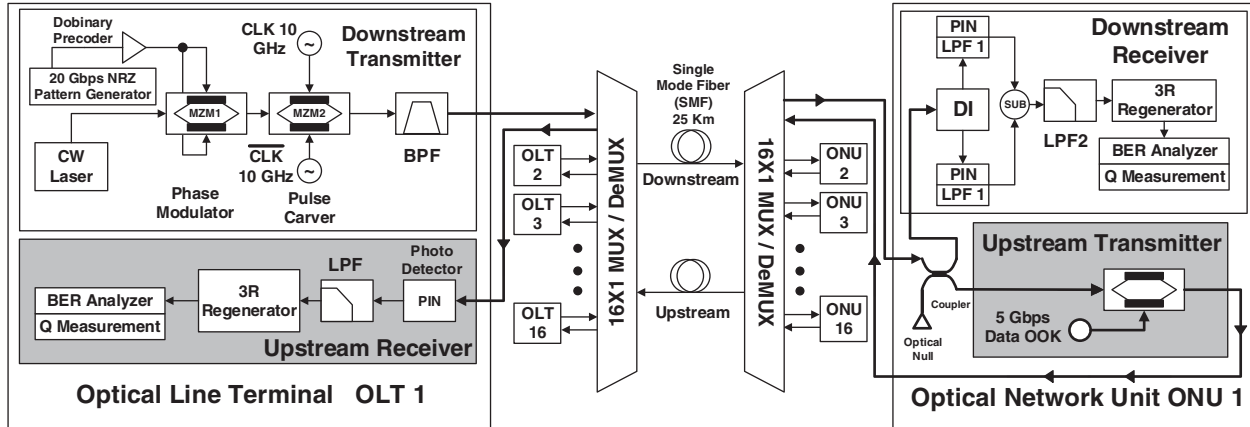 Dobinary
Precoder
20 Gbps NRZ
Pattern Generator
CW
Laser
MZM1
Phase
Modulator
CLK 10
GHz
MZM2
CLK
10 GHz
Pulse
Carver
Downstream
Transmitter
BPF
BER Analyzer
Q Measurement
3R
Regenerator
LPF
Photo
Detector
PIN
Upstream Receiver
Optical Line Terminal OLT 1
OLT
2
OLT
3
OLT
16
16X1 MUX / DeMUX
Single
Mode Fiber
(SMF)
25 Km
Downstream
Upstream
16X1 MUX / DeMUX
ONU
2
ONU
3
ONU
16
PIN
LPF 1
DI
PIN
LPF 1
SUB
LPF2
Downstream
Receiver
3R
Regenerator
BER Analyzer
Q Measurement
Coupler
Optical
Null
Upstream Transmitter
5 Gbps
Data OOK
Optical Network Unit ONU 1